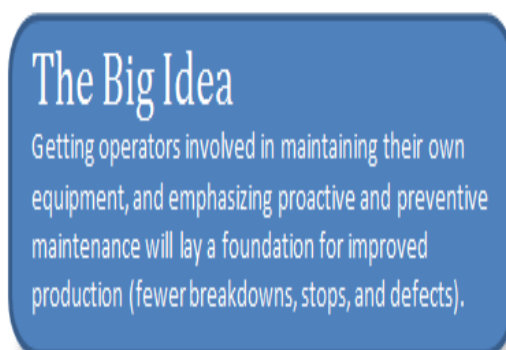 The Big Idea
Getting operators involved in maintaining their own
equipment, and emphasizing proactive and preventive
maintenance will lay a foundation for improved
production (fewer breakdowns, stops, and defects).